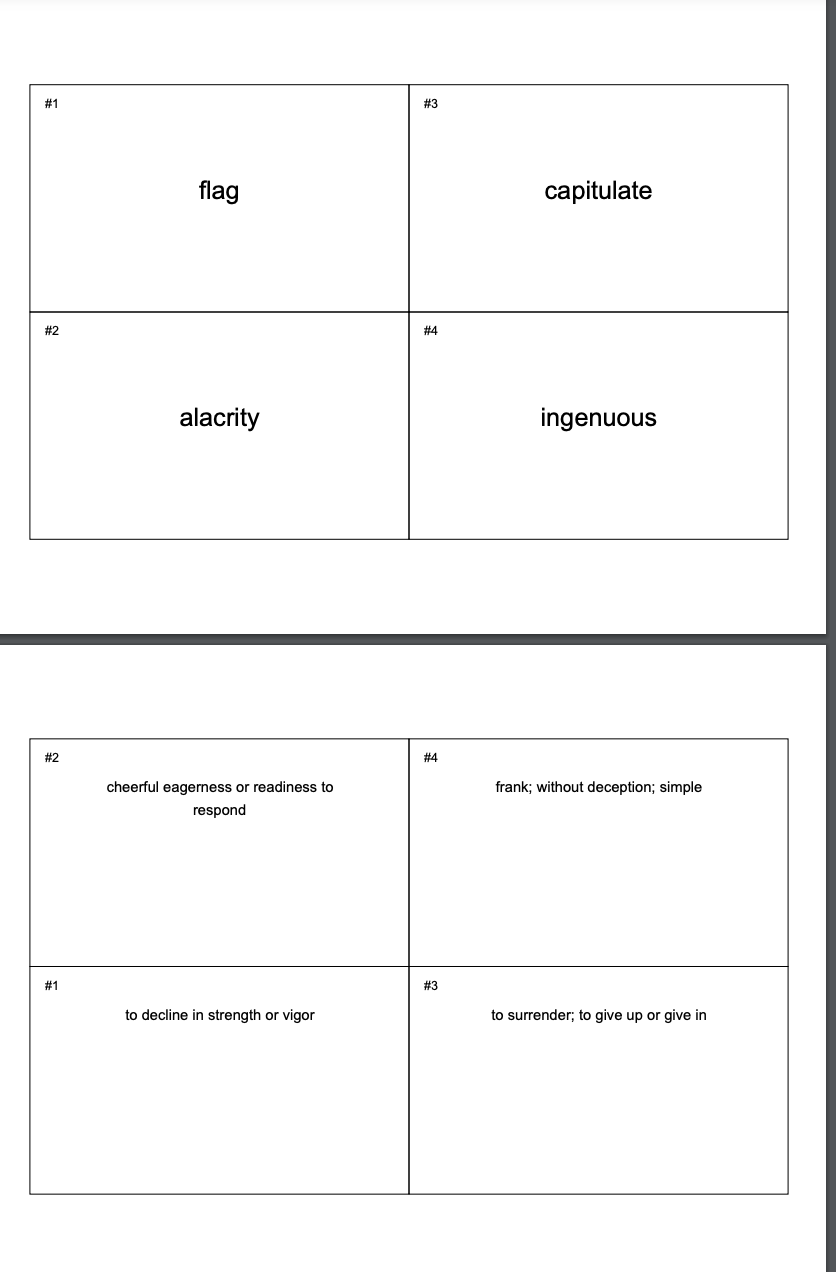 #1
flag
#3
capitulate
#2
alacrity
#4
ingenuous
#2
cheerful eagerness or readiness to
respond
#4
frank; without deception; simple
#1
to decline in strength or vigor
#3
to surrender; to give up or give in